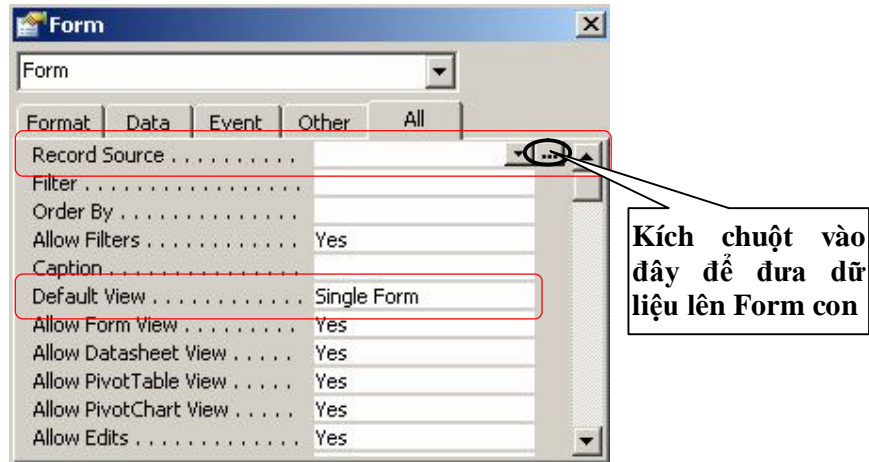 Form
Form
Format Data Event Other All
Record Source . . . . . . . . . . ...
Filter . . . . . . . . . . . . . . . . . .
Order By . . . . . . . . . . . . . .
Allow Filters . . . . . . . . . . . Yes
Caption . . . . . . . . . . . . . . . .
Default View . . . . . . . . . . . . Single Form
Allow Form View . . . . . . . . . Yes
Allow Datasheet View . . . . . Yes
Allow PivotTable View . . . . . Yes
Allow PivotChart View . . . . . Yes
Allow Edits . . . . . . . . . . . . . Yes
Kích chuột vào
đây để đưa dữ
liệu lên Form con